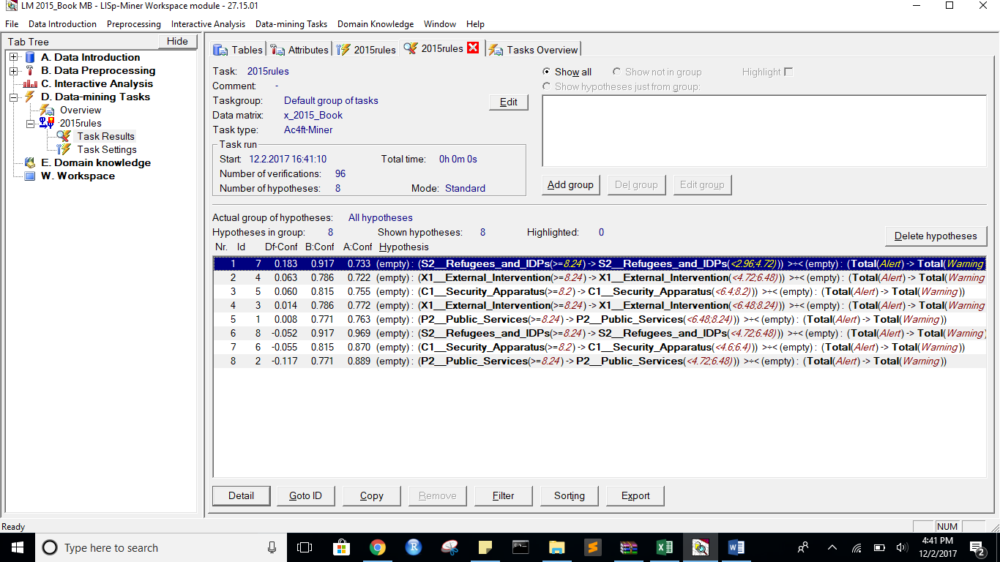 LM 2015_Book MB - LISp-Miner Workspace module - 27.15.01
File Data Introduction Preprocessing Interactive Analysis Data-mining Tasks Domain Knowledge Window Help
Tab Tree Hide
A. Data Introduction
B. Data Preprocessing
C. Interactive Analysis
D. Data-mining Tasks
Overview
2015rules
Task Results
Task Settings
E. Domain knowledge
W. Workspace
Tables Attributes 2015rules 2015rules Tasks Overview
Task: 2015rules
Comment: -
Taskgroup: Default group of tasks
Edit
Data matrix: x_2015_Book
Task type: Ac4ft-Miner
Task run
Start: 12.2.2017 16:41:10 Total time: 0h 0m 0s
Number of verifications: 96
Number of hypotheses: 8 Mode: Standard
Show all Show not in group Highlight
Show hypotheses just from group:
Add group Del group Edit group
Actual group of hypotheses: All hypotheses
Hypotheses in group: 8 Shown hypotheses: 8 Highlighted: 0
Delete hypotheses
Nr. Id Df-Conf B:Conf A:Conf Hypothesis
1 7 0.183 0.917 0.733 (empty) : (S2__Refugees_and_IDPs(>=8.24) -> S2__Refugees_and_IDPs(<2.96;4.72))) >÷< (empty) : (Total(Alert) -> Total(Warning
2 4 0.063 0.786 0.722 (empty) : (X1__External_Intervention(>=8.24) -> X1__External_Intervention(<4.72;6.48))) >÷< (empty) : (Total(Alert) -> Total(Warning
3 5 0.060 0.815 0.755 (empty) : (C1__Security_Apparatus(>=8.2) -> C1__Security_Apparatus(<6.4;8.2))) >÷< (empty) : (Total(Alert) -> Total(Warning))
4 3 0.014 0.786 0.772 (empty) : (X1__External_Intervention(>=8.24) -> X1__External_Intervention(<6.48;8.24))) >÷< (empty) : (Total(Alert) -> Total(Warning
5 1 0.008 0.771 0.763 (empty) : (P2__Public_Services(>=8.24) -> P2__Public_Services(<6.48;8.24))) >÷< (empty) : (Total(Alert) -> Total(Warning))
6 8 -0.052 0.917 0.969 (empty) : (S2__Refugees_and_IDPs(>=8.24) -> S2__Refugees_and_IDPs(<4.72;6.48))) >÷< (empty) : (Total(Alert) -> Total(Warning
7 6 -0.055 0.815 0.870 (empty) : (C1__Security_Apparatus(>=8.2) -> C1__Security_Apparatus(<4.6;6.4))) >÷< (empty) : (Total(Alert) -> Total(Warning))
8 2 -0.117 0.771 0.889 (empty) : (P2__Public_Services(>=8.24) -> P2__Public_Services(<4.72;6.48))) >÷< (empty) : (Total(Alert) -> Total(Warning))
Detail Goto ID Copy Remove Filter Sorting Export
Ready NUM
Type here to search
4:41 PM
12/2/2017
2